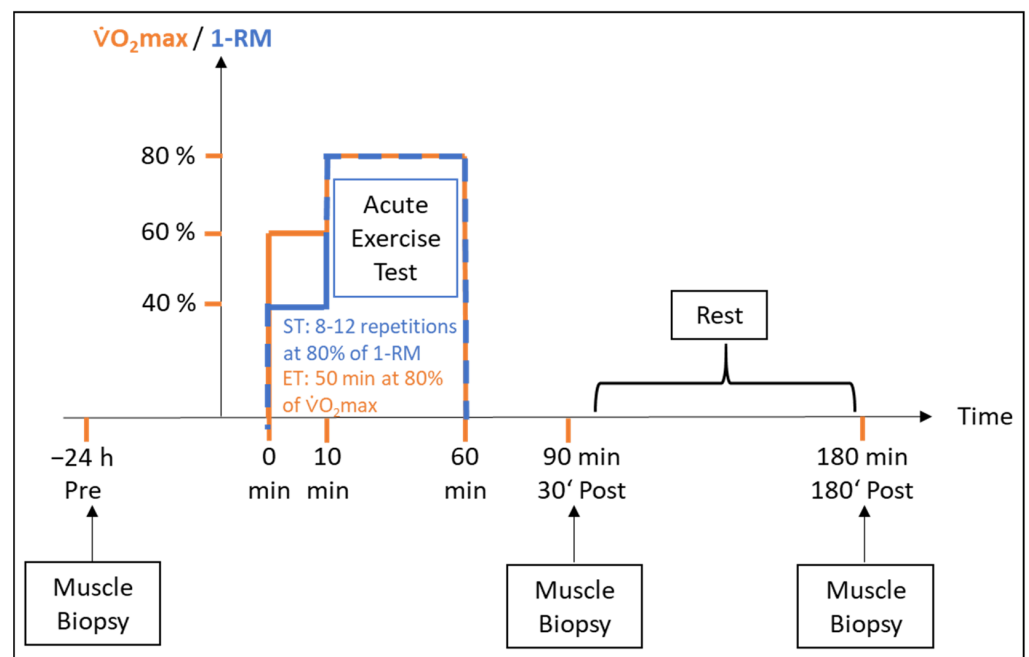 V̇O₂max / 1-RM
80 %
60 %
40 %
Acute
Exercise
Test
ST: 8-12 repetitions
at 80% of 1-RM
ET: 50 min at 80%
of V̇O₂max
Rest
Time
−24 h
Pre
0
min
10
min
60
min
90 min
30‘ Post
180 min
180‘ Post
Muscle
Biopsy
Muscle
Biopsy
Muscle
Biopsy